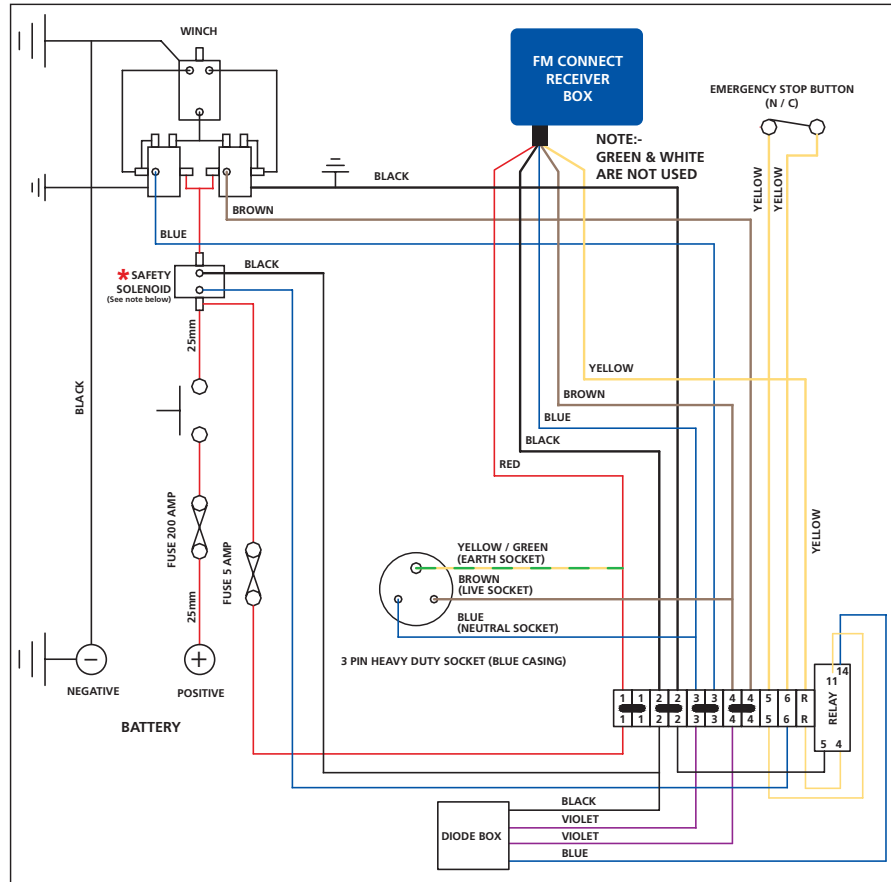 WINCH
FM CONNECT
RECEIVER
BOX
EMERGENCY STOP BUTTON
(N / C)
NOTE:-
GREEN & WHITE
ARE NOT USED
BLACK
YELLOW
YELLOW
BROWN
BLUE
BLACK
* SAFETY
SOLENOID
(See note below)
25mm
YELLOW
BROWN
BLACK
BLUE
BLACK
RED
FUSE 200 AMP
FUSE 5 AMP
YELLOW
YELLOW / GREEN
(EARTH SOCKET)
BROWN
(LIVE SOCKET)
25mm
BLUE
(NEUTRAL SOCKET)
3 PIN HEAVY DUTY SOCKET (BLUE CASING)
−
+
NEGATIVE
POSITIVE
BATTERY
14
11
RELAY
1 1 2 2 3 3 4 4 5 6 R
1 1 2 2 3 3 4 4 5 6 R
5 4
DIODE BOX
BLACK
VIOLET
VIOLET
BLUE